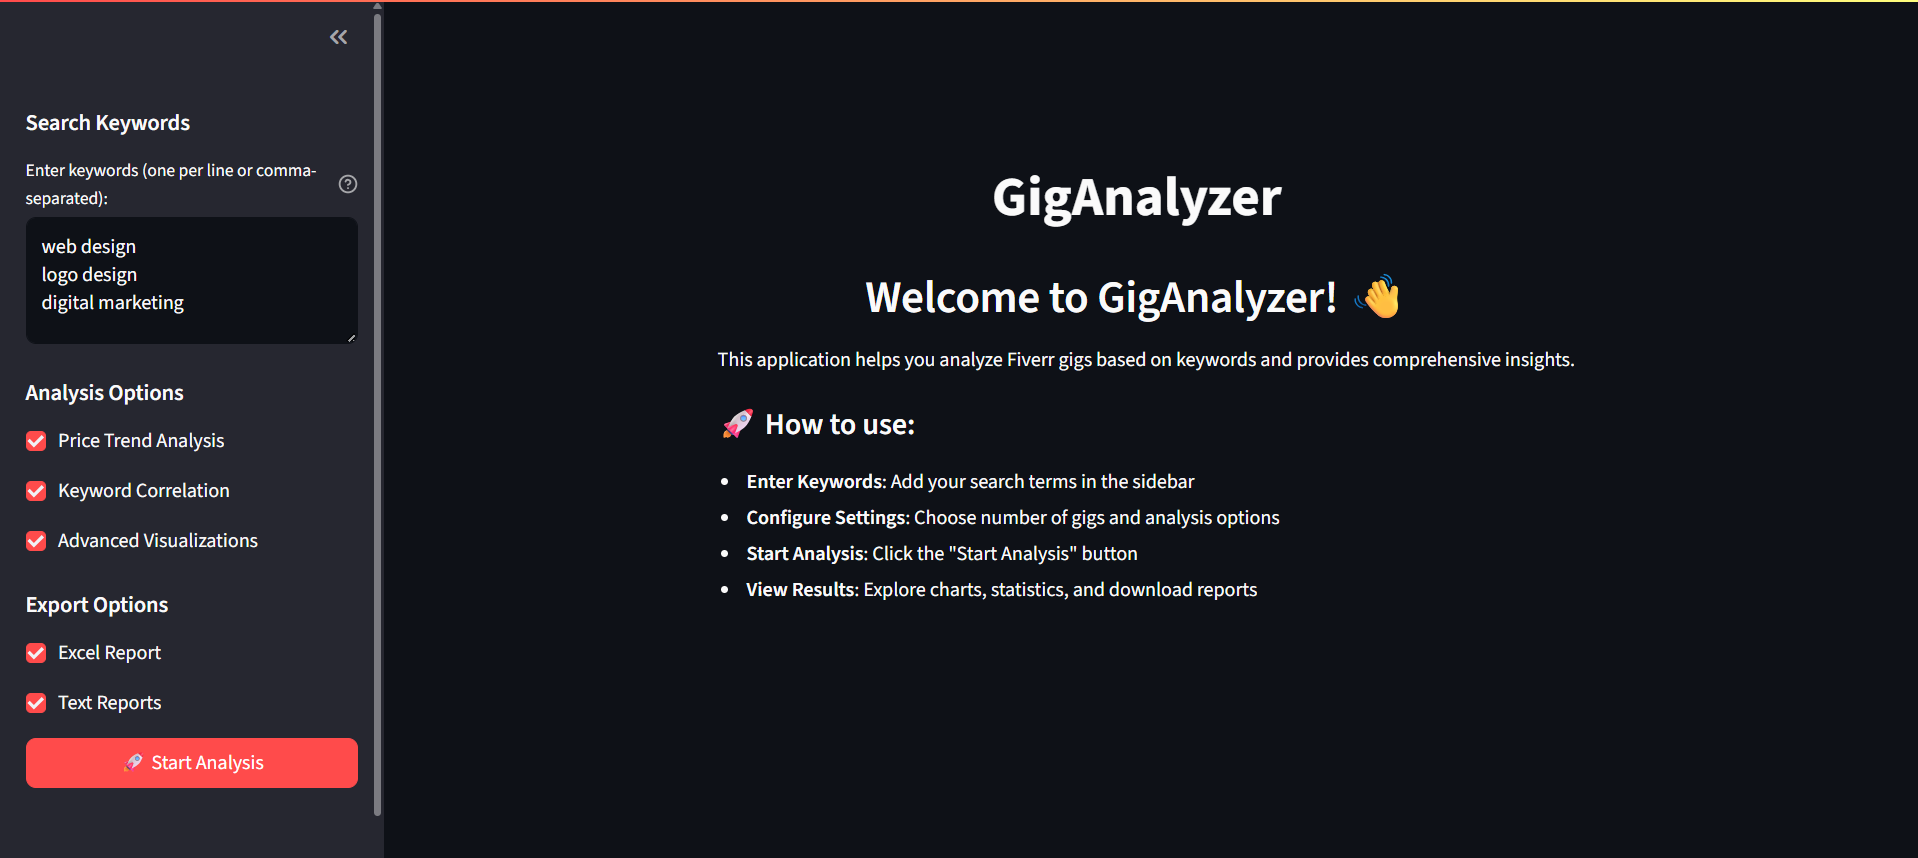 Search Keywords
Enter keywords (one per line or comma-
separated):
web design
logo design
digital marketing
Analysis Options
Price Trend Analysis
Keyword Correlation
Advanced Visualizations
Export Options
Excel Report
Text Reports
🚀 Start Analysis
GigAnalyzer
Welcome to GigAnalyzer! 👋
This application helps you analyze Fiverr gigs based on keywords and provides comprehensive insights.
🚀 How to use:
• Enter Keywords: Add your search terms in the sidebar
• Configure Settings: Choose number of gigs and analysis options
• Start Analysis: Click the "Start Analysis" button
• View Results: Explore charts, statistics, and download reports